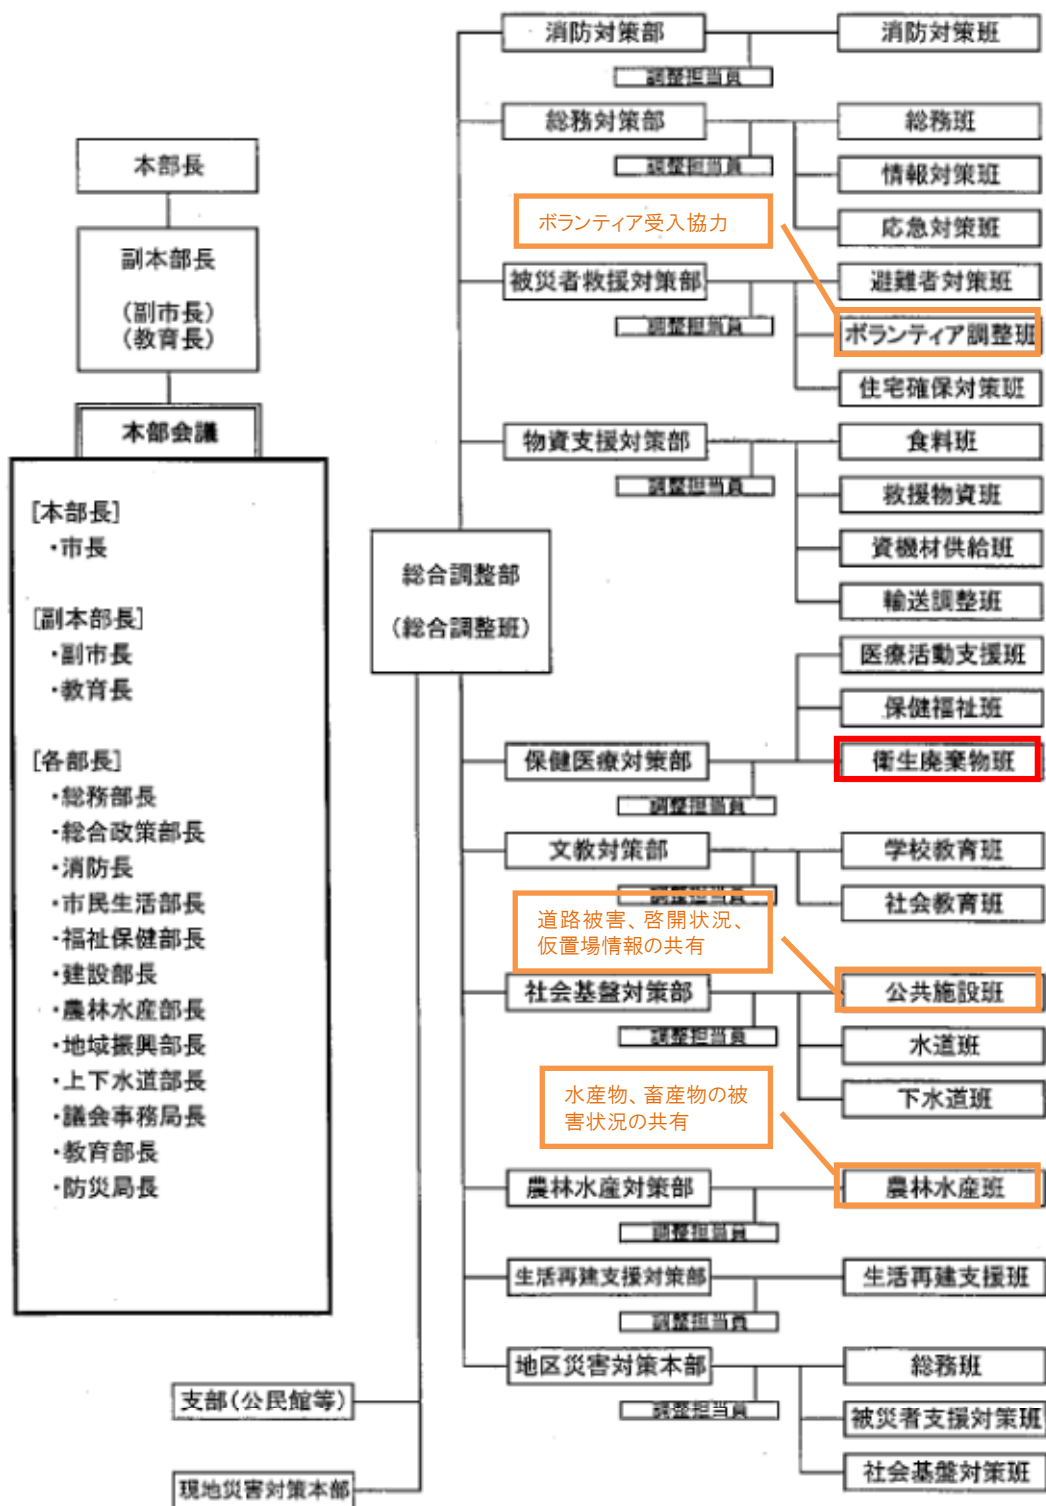 本部長
副本部長
(副市長)
(教育長)
本部会議
[本部長]
・市長
[副本部長]
・副市長
・教育長
[各部長]
・総務部長
・総合政策部長
・消防長
・市民生活部長
・福祉保健部長
・建設部長
・農林水産部長
・地域振興部長
・上下水道部長
・議会事務局長
・教育部長
・防災局長
総合調整部
(総合調整班)
支部(公民館等)
現地災害対策本部
消防対策部
調整担当員
消防対策班
総務対策部
調整担当員
総務班
情報対策班
応急対策班
ボランティア受入協力
被災者救援対策部
調整担当員
避難者対策班
ボランティア調整班
住宅確保対策班
物資支援対策部
調整担当員
食料班
救援物資班
資機材供給班
輸送調整班
保健医療対策部
調整担当員
医療活動支援班
保健福祉班
衛生廃棄物班
文教対策部
調整担当員
学校教育班
社会教育班
道路被害、啓開状況、
仮置場情報の共有
社会基盤対策部
調整担当員
公共施設班
水道班
下水道班
水産物、畜産物の被
害状況の共有
農林水産対策部
調整担当員
農林水産班
生活再建支援対策部
調整担当員
生活再建支援班
地区災害対策本部
調整担当員
総務班
被災者支援対策班
社会基盤対策班